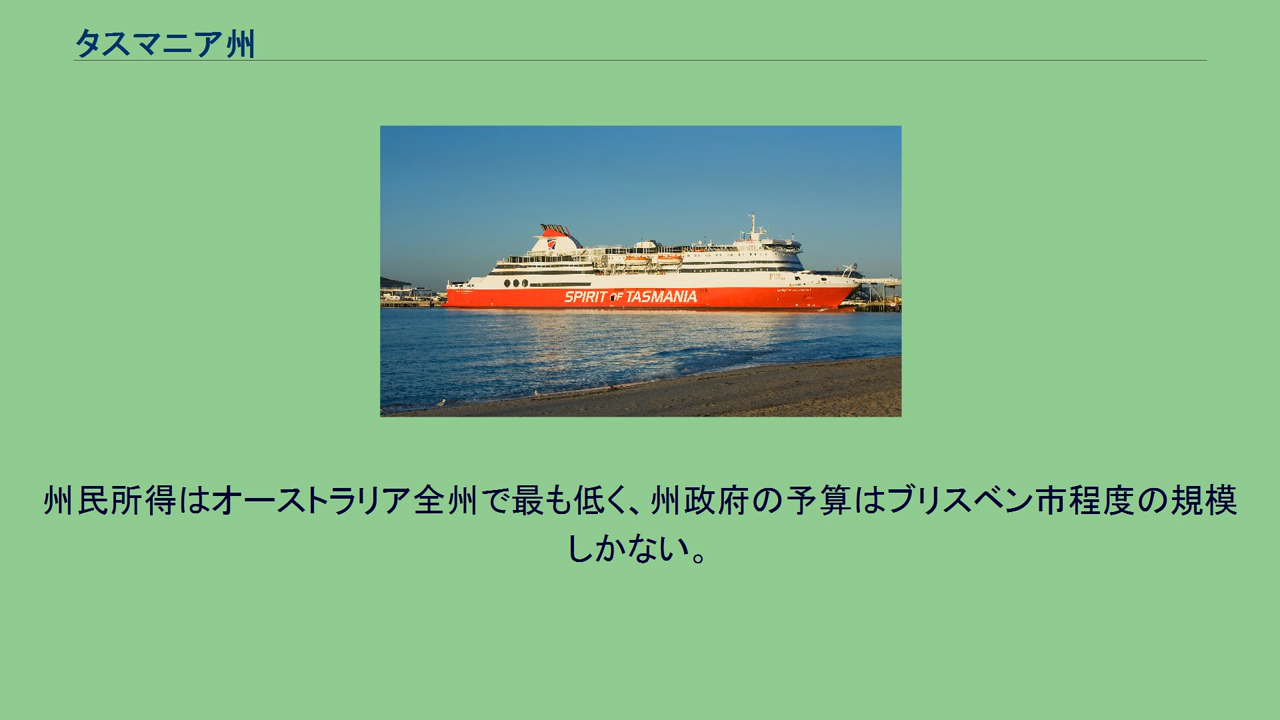 タスマニア州
SPIRIT OF TASMANIA
州民所得はオーストラリア全州で最も低く、州政府の予算はブリスベン市程度の規模
しかない。